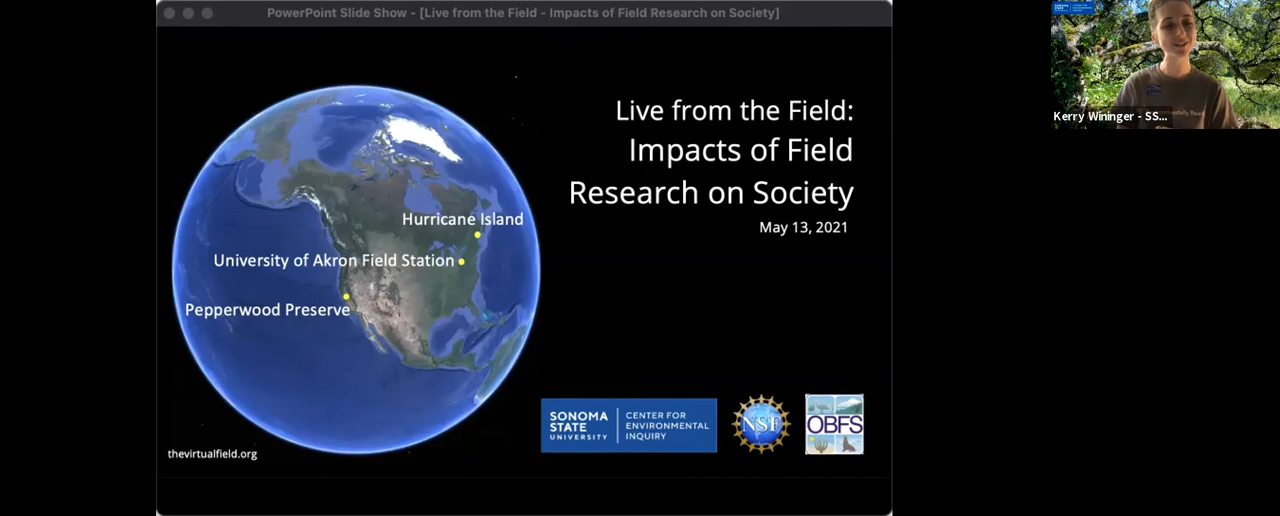 PowerPoint Slide Show - [Live from the Field - Impacts of Field Research on Society]
Live from the Field:
Impacts of Field
Research on Society
May 13, 2021
Hurricane Island
University of Akron Field Station
Pepperwood Preserve
SONOMA
STATE
UNIVERSITY
CENTER FOR
ENVIRONMENTAL
INQUIRY
NSF
OBFS
thevirtualfield.org
Kerry Wininger - SS...